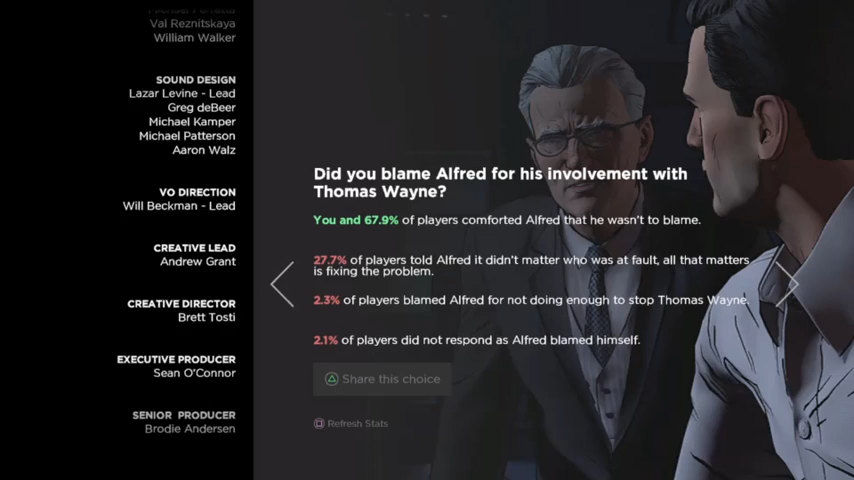 Val Reznitskaya
William Walker
SOUND DESIGN
Lazar Levine - Lead
Greg deBeer
Michael Kamper
Michael Patterson
Aaron Walz
VO DIRECTION
Will Beckman - Lead
CREATIVE LEAD
Andrew Grant
CREATIVE DIRECTOR
Brett Tosti
EXECUTIVE PRODUCER
Sean O'Connor
SENIOR PRODUCER
Brodie Andersen
Did you blame Alfred for his involvement with
Thomas Wayne?
You and 67.9% of players comforted Alfred that he wasn't to blame.
27.7% of players told Alfred it didn't matter who was at fault, all that matters
is fixing the problem.
2.3% of players blamed Alfred for not doing enough to stop Thomas Wayne.
2.1% of players did not respond as Alfred blamed himself.
Share this choice
Refresh Stats